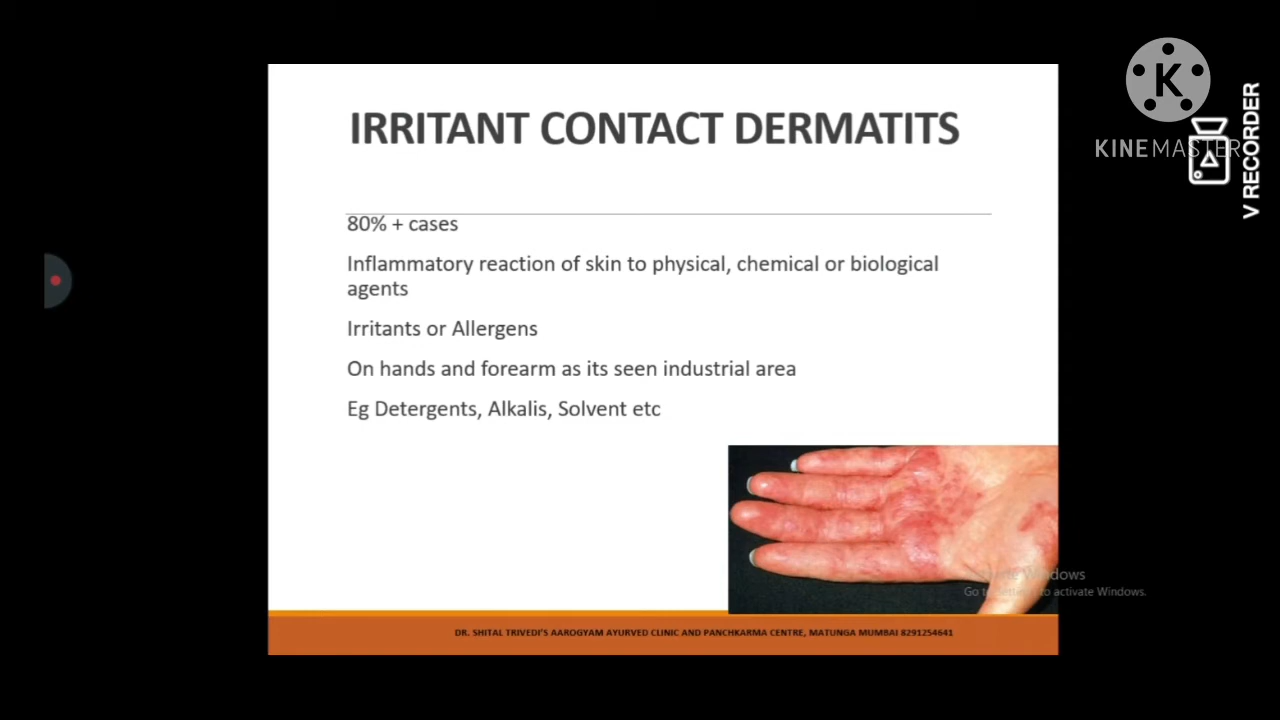 IRRITANT CONTACT DERMATITS
80% + cases
Inflammatory reaction of skin to physical, chemical or biological
agents
Irritants or Allergens
On hands and forearm as its seen industrial area
Eg Detergents, Alkalis, Solvent etc
DR. SHITAL TRIVEDI'S AAROGYAM AYURVED CLINIC AND PANCHKARMA CENTRE, MATUNGA MUMBAI 8291254641
K
KINEMASTER
V RECORDER
Windows
Go to to activate Windows.